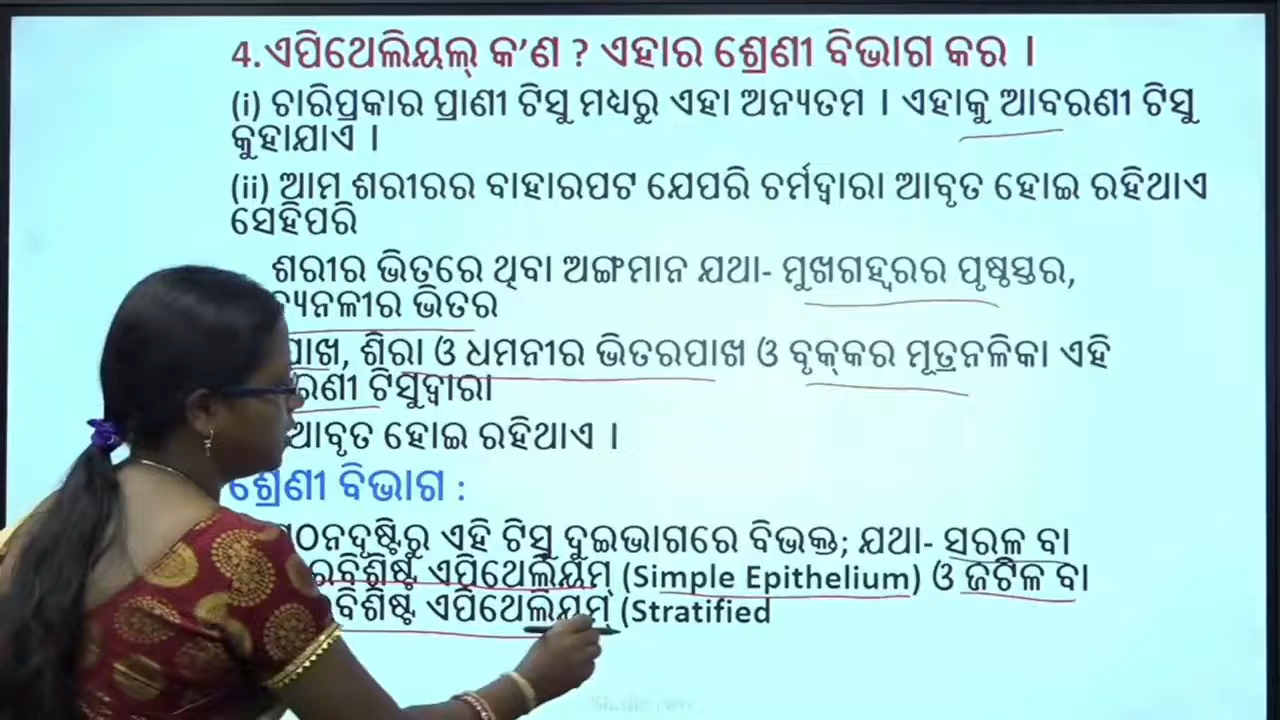 4.ଏପିଥେଲିୟଲ୍ କ’ଣ ? ଏହାର ଶ୍ରେଣୀ ବିଭାଗ କର ।
(i) ଚାରିପ୍ରକାର ପ୍ରାଣୀ ଟିସୁ ମଧ୍ୟରୁ ଏହା ଅନ୍ୟତମ । ଏହାକୁ ଆବରଣୀ ଟିସୁ
କୁହାଯାଏ ।
(ii) ଆମ ଶରୀରର ବାହାରପଟ ଯେପରି ଚର୍ମଦ୍ୱାରା ଆବୃତ ହୋଇ ରହିଥାଏ
ସେହିପରି
ଶରୀର ଭିତରେ ଥିବା ଅଙ୍ଗମାନ ଯଥା- ମୁଖଗହ୍ୱରର ପୃଷ୍ଠସ୍ତର,
ଭିତର
ପାଖ, ଶିରା ଓ ଧମନୀର ଭିତରପାଖ ଓ ବୃକ୍‌କର ମୂତ୍ରନଳିକା ଏହି
ଟିସୁଦ୍ୱାରା
ଆବୃତ ହୋଇ ରହିଥାଏ ।
ଶ୍ରେଣୀ ବିଭାଗ :
ଏହି ଟିସୁ ଦୁଇଭାଗରେ ବିଭକ୍ତ; ଯଥା- ସରଳ ବା
ଏପିଥେଲିୟମ୍ (Simple Epithelium) ଓ ଜଟିଳ ବା
ଏପିଥେଲିୟମ୍ (Stratified